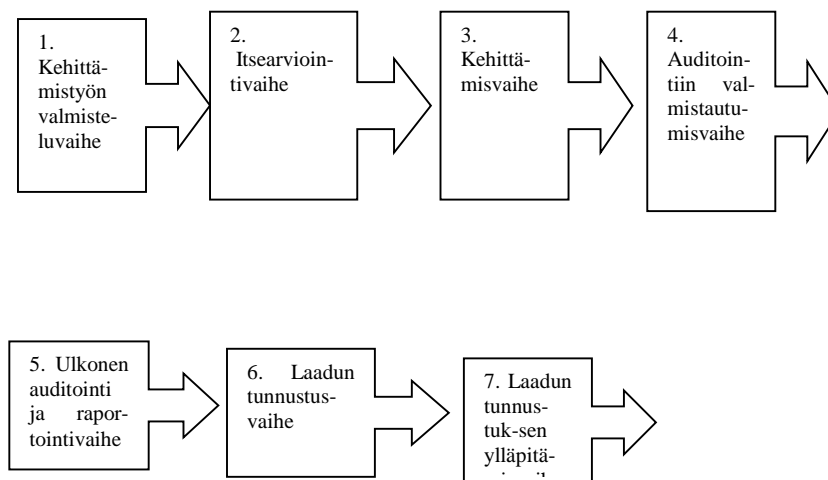 1.
Kehittä-
mistyön
valmiste-
luvaihe
2.
Itsearvioin-
tivaihe
3.
Kehittä-
misvaihe
4.
Auditoin-
tiin val-
mistautu-
misvaihe
5. Ulkonen
auditointi
ja rapor-
tointivaihe
6. Laadun
tunnustus-
vaihe
7. Laadun
tunnus-
tuk-sen
ylläpitä-